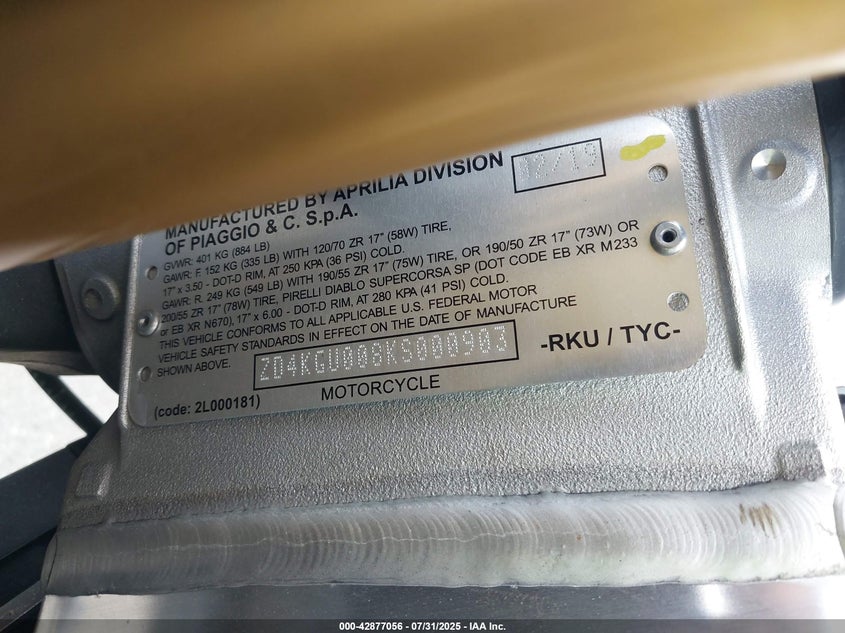 MANUFACTURED BY APRILIA DIVISION 12/19
OF PIAGGIO & C. S.p.A.
GVWR: 401 KG (884 LB)
GAWR: F. 152 KG (335 LB) WITH 120/70 ZR 17" (58W) TIRE,
17" x 3.50 - DOT-D RIM, AT 250 KPA (36 PSI) COLD.
GAWR: R. 249 KG (549 LB) WITH 190/55 ZR 17" (75W) TIRE, OR 190/50 ZR 17" (73W) OR
200/55 ZR 17" (78W) TIRE, PIRELLI DIABLO SUPERCORSA SP (DOT CODE EB XR M233
or EB XR N670), 17" x 6.00 - DOT-D RIM, AT 280 KPA (41 PSI) COLD.
THIS VEHICLE CONFORMS TO ALL APPLICABLE U.S. FEDERAL MOTOR
VEHICLE SAFETY STANDARDS IN EFFECT ON THE DATE OF MANUFACTURE
SHOWN ABOVE.
ZD4KGU008KS000903 -RKU / TYC-
(code: 2L000181) MOTORCYCLE
000-42877056 - 07/31/2025 - IAA Inc.